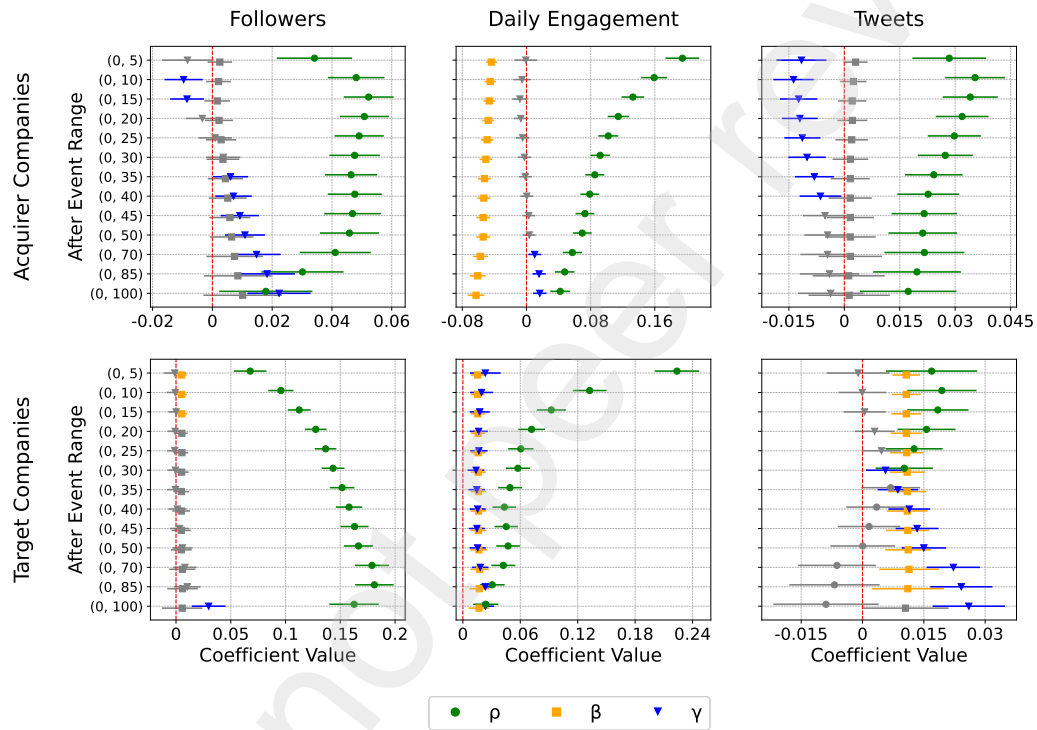 Followers
Daily Engagement
Tweets
Acquirer Companies
After Event Range
(0, 5)
(0, 10)
(0, 15)
(0, 20)
(0, 25)
(0, 30)
(0, 35)
(0, 40)
(0, 45)
(0, 50)
(0, 70)
(0, 85)
(0, 100)
-0.02 0 0.02 0.04 0.06
-0.08 0 0.08 0.16
-0.015 0 0.015 0.03 0.045
Target Companies
After Event Range
(0, 5)
(0, 10)
(0, 15)
(0, 20)
(0, 25)
(0, 30)
(0, 35)
(0, 40)
(0, 45)
(0, 50)
(0, 70)
(0, 85)
(0, 100)
0 0.05 0.1 0.15 0.2
0 0.06 0.12 0.18 0.24
-0.015 0 0.015 0.03
Coefficient Value
Coefficient Value
Coefficient Value
ρ β γ
not peer rev